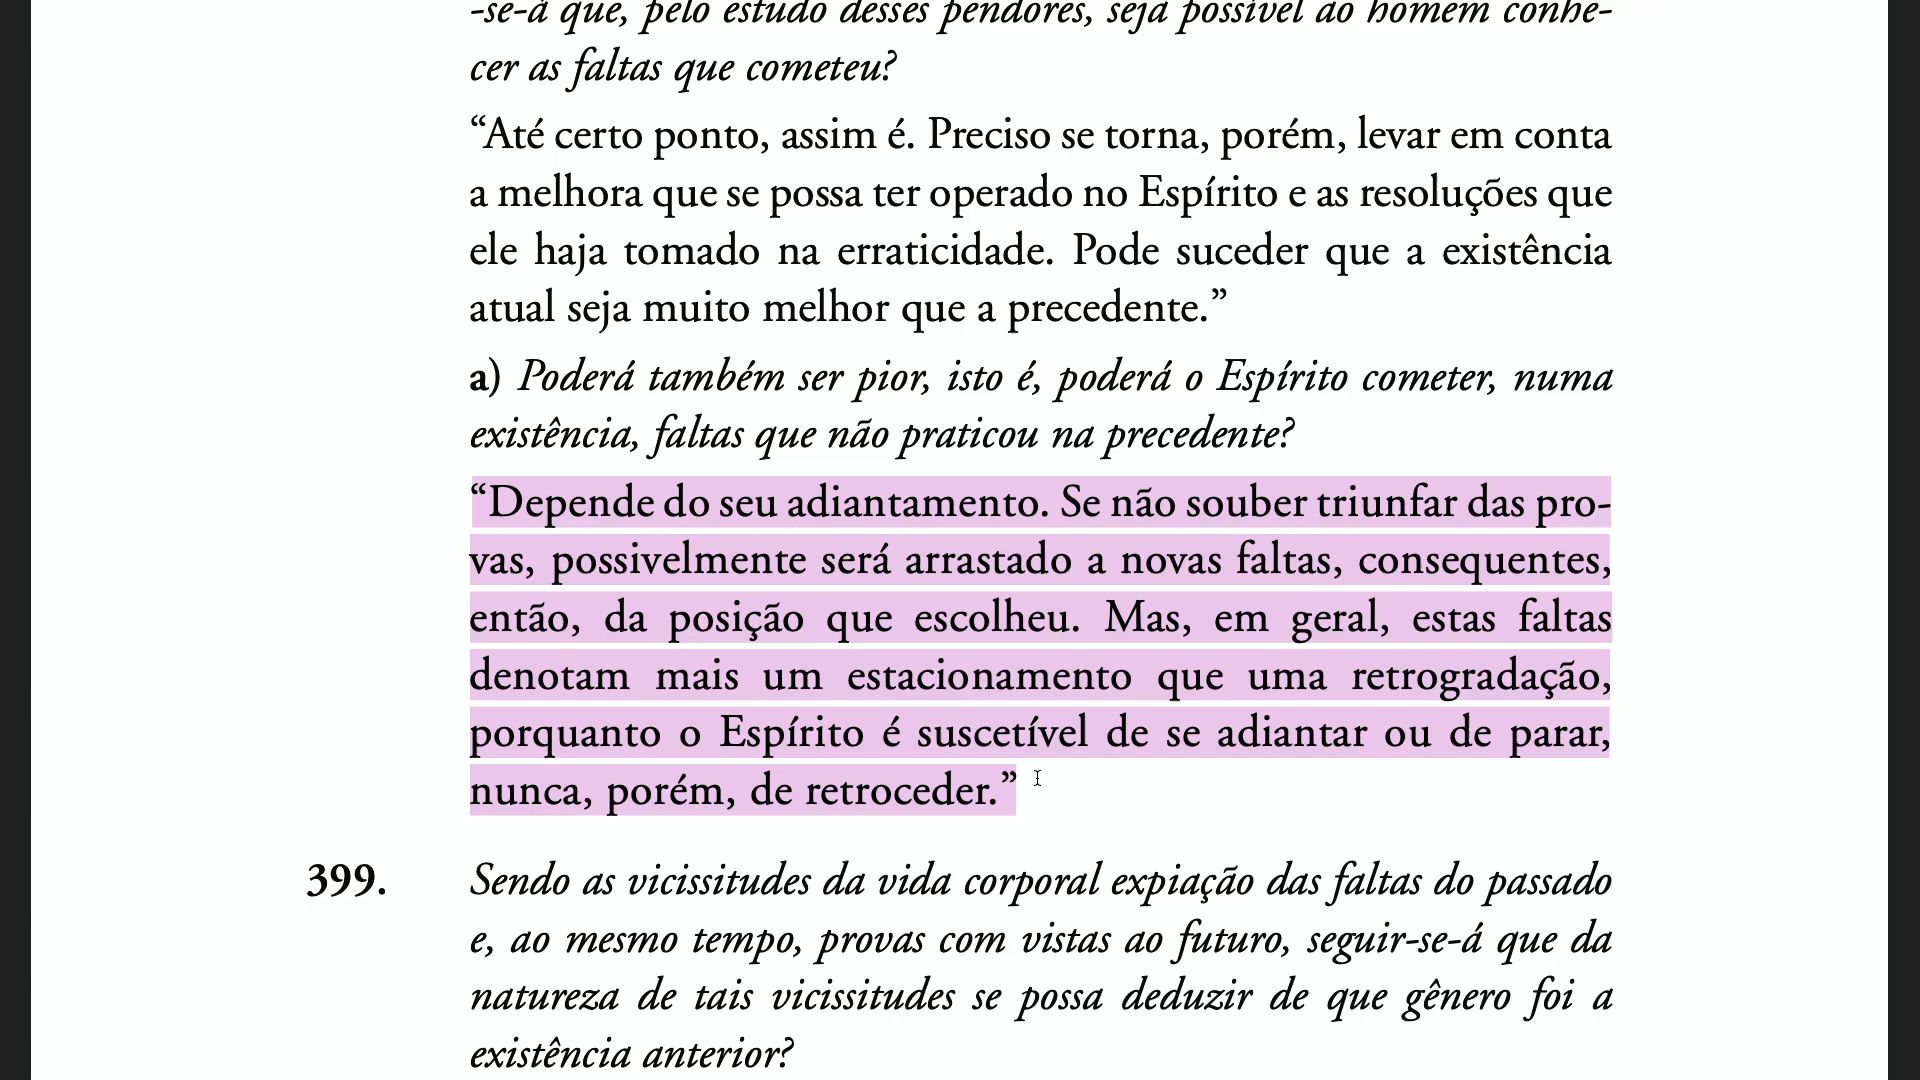 -se-á que, pelo estudo desses pendores, seja possível ao homem conhe-
cer as faltas que cometeu?
“Até certo ponto, assim é. Preciso se torna, porém, levar em conta
a melhora que se possa ter operado no Espírito e as resoluções que
ele haja tomado na erraticidade. Pode suceder que a existência
atual seja muito melhor que a precedente.”
a) Poderá também ser pior, isto é, poderá o Espírito cometer, numa
existência, faltas que não praticou na precedente?
“Depende do seu adiantamento. Se não souber triunfar das pro-
vas, possivelmente será arrastado a novas faltas, consequentes,
então, da posição que escolheu. Mas, em geral, estas faltas
denotam mais um estacionamento que uma retrogradação,
porquanto o Espírito é suscetível de se adiantar ou de parar,
nunca, porém, de retroceder.”
399. Sendo as vicissitudes da vida corporal expiação das faltas do passado
e, ao mesmo tempo, provas com vistas ao futuro, seguir-se-á que da
natureza de tais vicissitudes se possa deduzir de que gênero foi a
existência anterior?